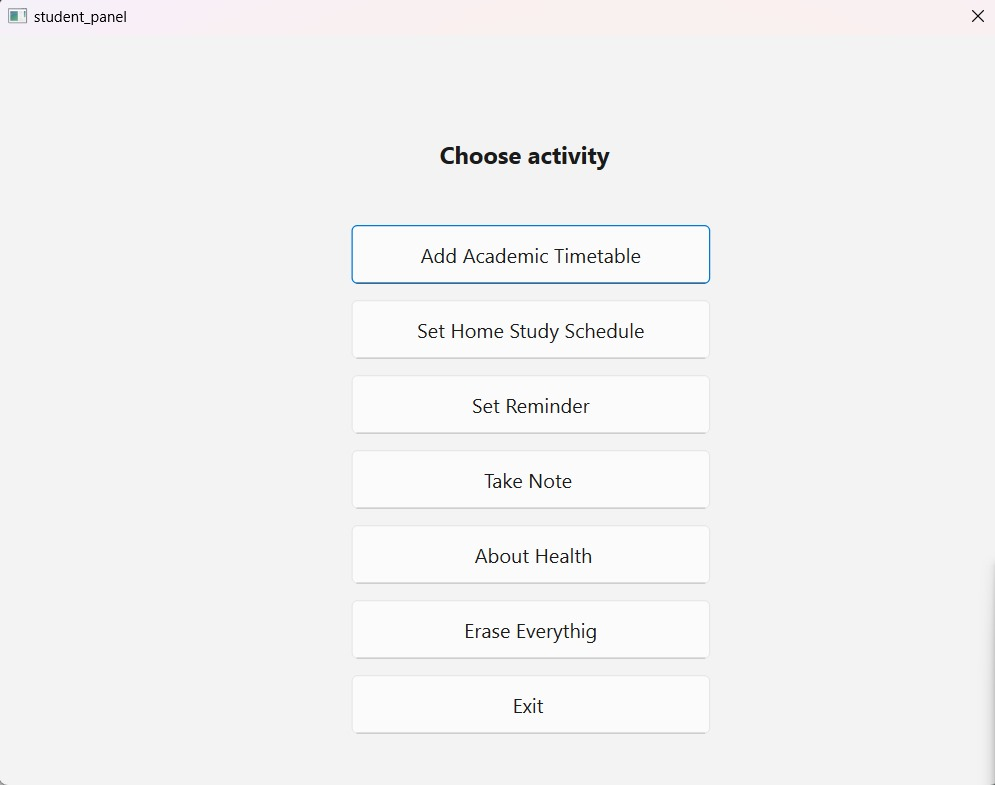 student_panel
Choose activity
Add Academic Timetable
Set Home Study Schedule
Set Reminder
Take Note
About Health
Erase Everythig
Exit